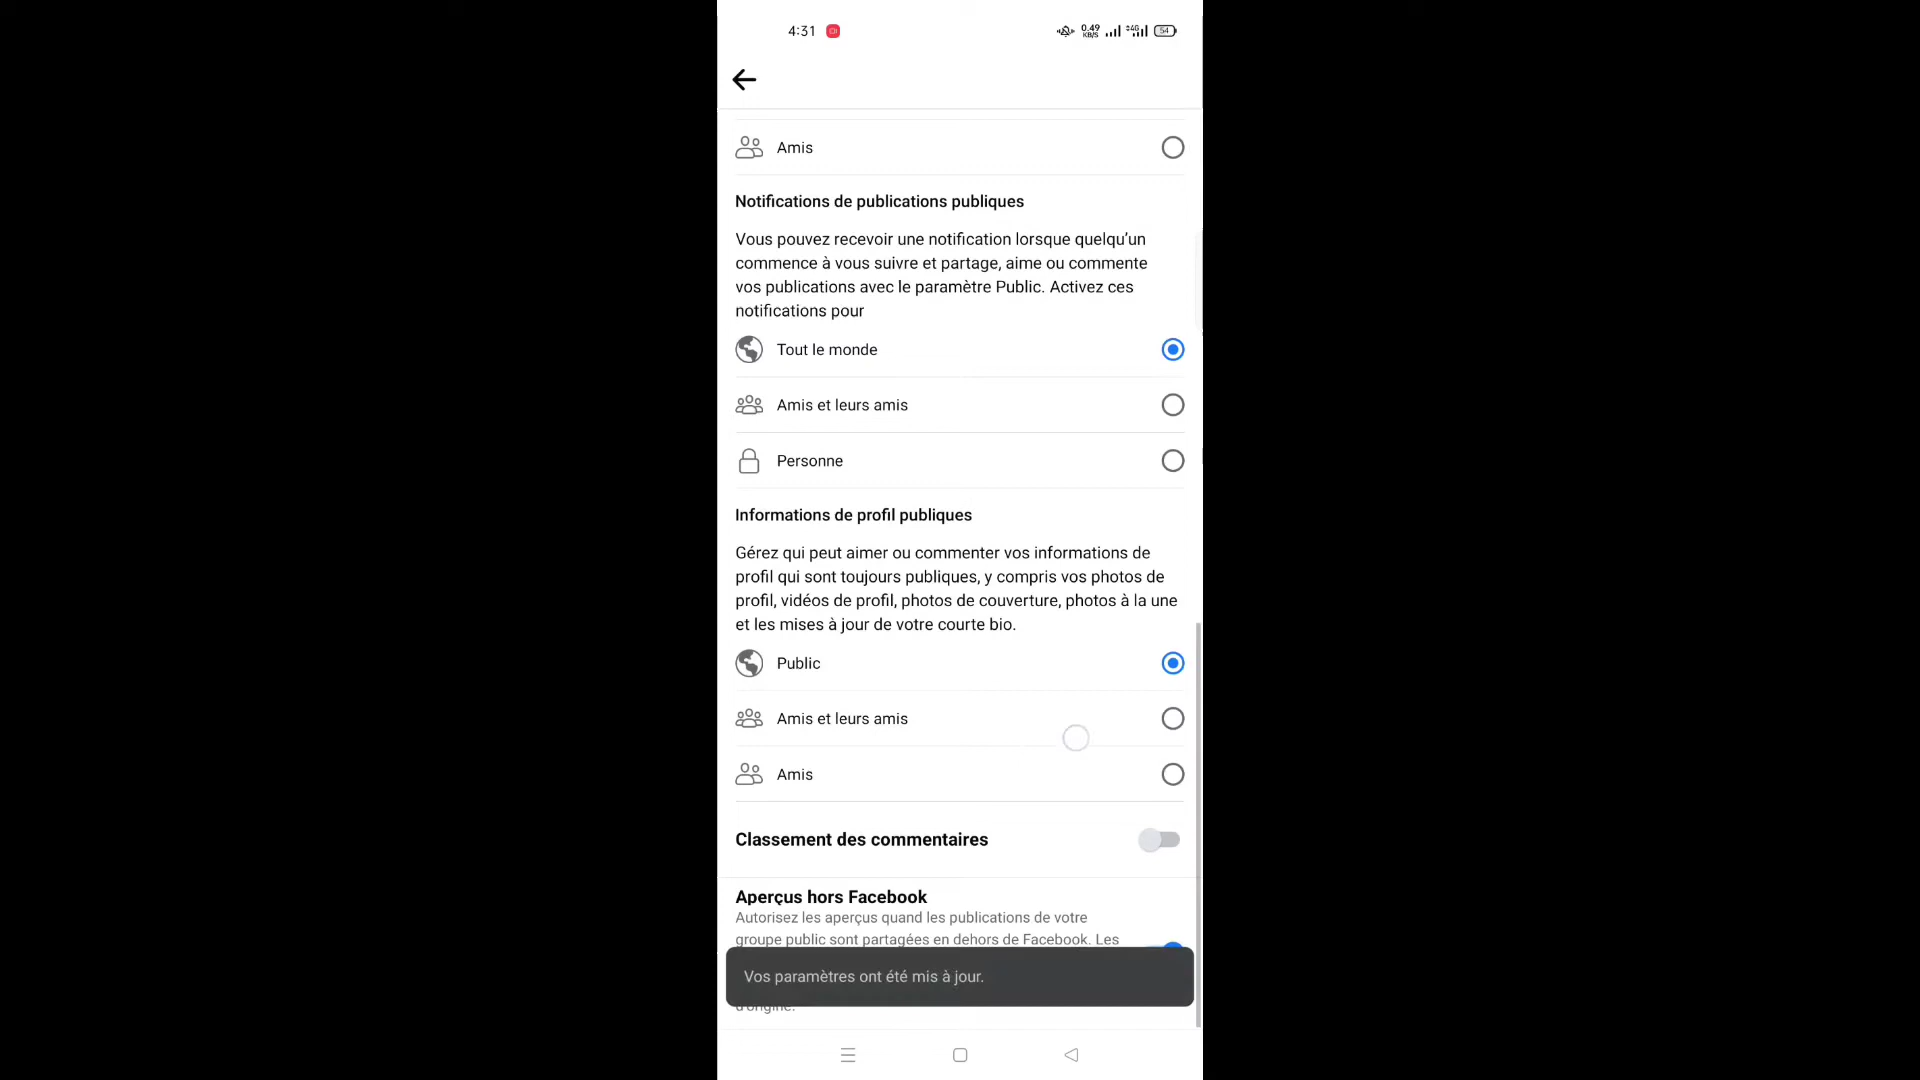 4:31
0.49
KB/S
4G
54
Amis
Notifications de publications publiques
Vous pouvez recevoir une notification lorsque quelqu’un
commence à vous suivre et partage, aime ou commente
vos publications avec le paramètre Public. Activez ces
notifications pour
Tout le monde
Amis et leurs amis
Personne
Informations de profil publiques
Gérez qui peut aimer ou commenter vos informations de
profil qui sont toujours publiques, y compris vos photos de
profil, vidéos de profil, photos de couverture, photos à la une
et les mises à jour de votre courte bio.
Public
Amis et leurs amis
Amis
Classement des commentaires
Aperçus hors Facebook
Autorisez les aperçus quand les publications de votre
groupe public sont partagées en dehors de Facebook. Les
Vos paramètres ont été mis à jour.
d'origine.